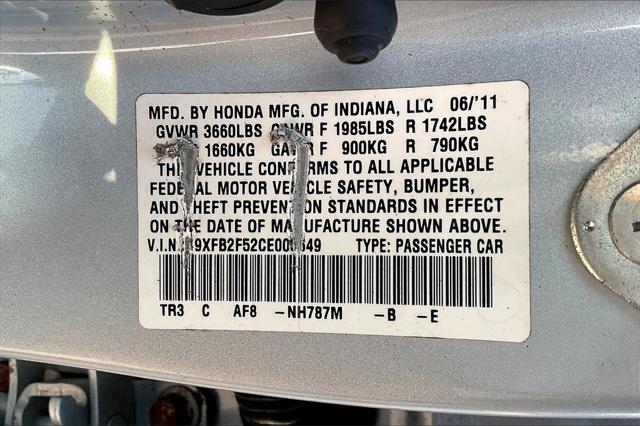 MFD. BY HONDA MFG. OF INDIANA, LLC 06/'11
GVWR 3660LBS GAWR F 1985LBS R 1742LBS
1660KG GAWR F 900KG R 790KG
THIS VEHICLE CONFORMS TO ALL APPLICABLE
FEDERAL MOTOR VEHICLE SAFETY, BUMPER,
AND THEFT PREVENTION STANDARDS IN EFFECT
ON THE DATE OF MANUFACTURE SHOWN ABOVE.
V.I.N. TYPE: PASSENGER CAR
TR3 C AF8 -NH787M -B -E